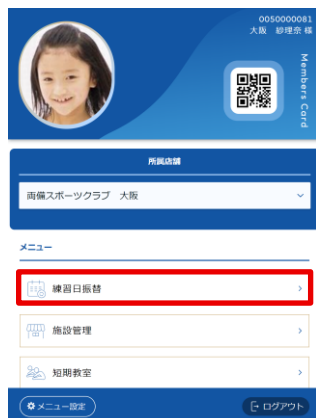 0050000081
大阪 紗理奈 様
Members Card
所属店舗
両備スポーツクラブ 大阪
メニュー
練習日振替
施設管理
短期教室
メニュー設定
ログアウト